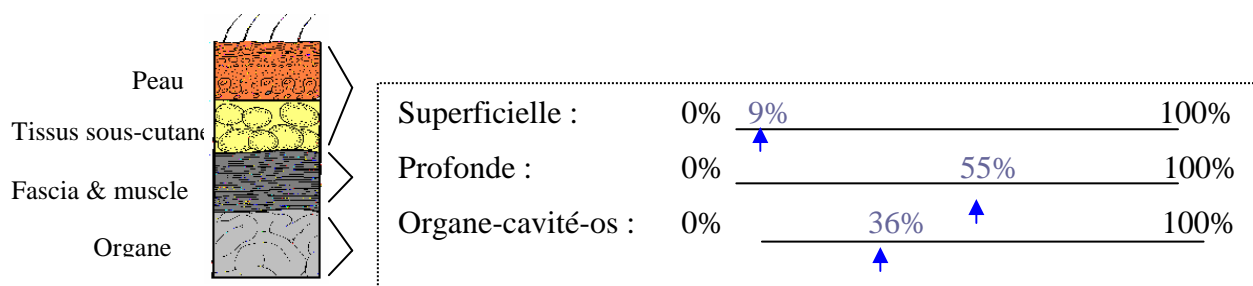 Peau
Tissus sous-cutané
Fascia & muscle
Organe
Superficielle : 0% 9% 100%
Profonde : 0% 55% 100%
Organe-cavité-os : 0% 36% 100%